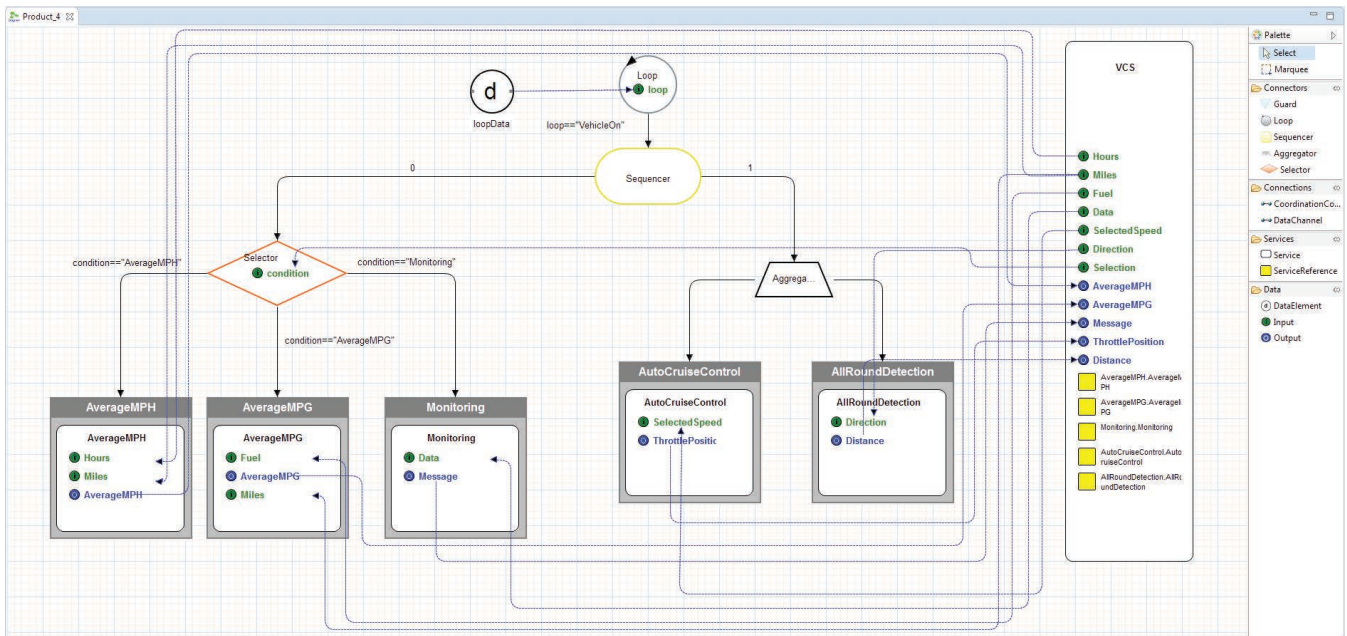 Product_4
Palette
Select
Marquee
Connectors
Guard
Loop
Sequencer
Aggregator
Selector
Connections
CoordinationCo...
DataChannel
Services
Service
ServiceReference
Data
DataElement
Input
Output
d
loopData
Loop
loop
loop=="VehicleOn"
Sequencer
0
1
Selector
condition
condition=="AverageMPH"
condition=="Monitoring"
condition=="AverageMPG"
Aggrega...
AverageMPH
AverageMPH
Hours
Miles
AverageMPH
AverageMPG
AverageMPG
Fuel
AverageMPG
Miles
Monitoring
Monitoring
Data
Message
AutoCruiseControl
AutoCruiseControl
SelectedSpeed
ThrottlePositic
AllRoundDetection
AllRoundDetection
Direction
Distance
VCS
Hours
Miles
Fuel
Data
SelectedSpeed
Direction
Selection
AverageMPH
AverageMPG
Message
ThrottlePosition
Distance
AverageMPH.AverageM
PH
AverageMPG.AverageM
PG
Monitoring.Monitoring
AutoCruiseControl.Auto
CruiseControl
AllRoundDetection.AllRo
undDetection